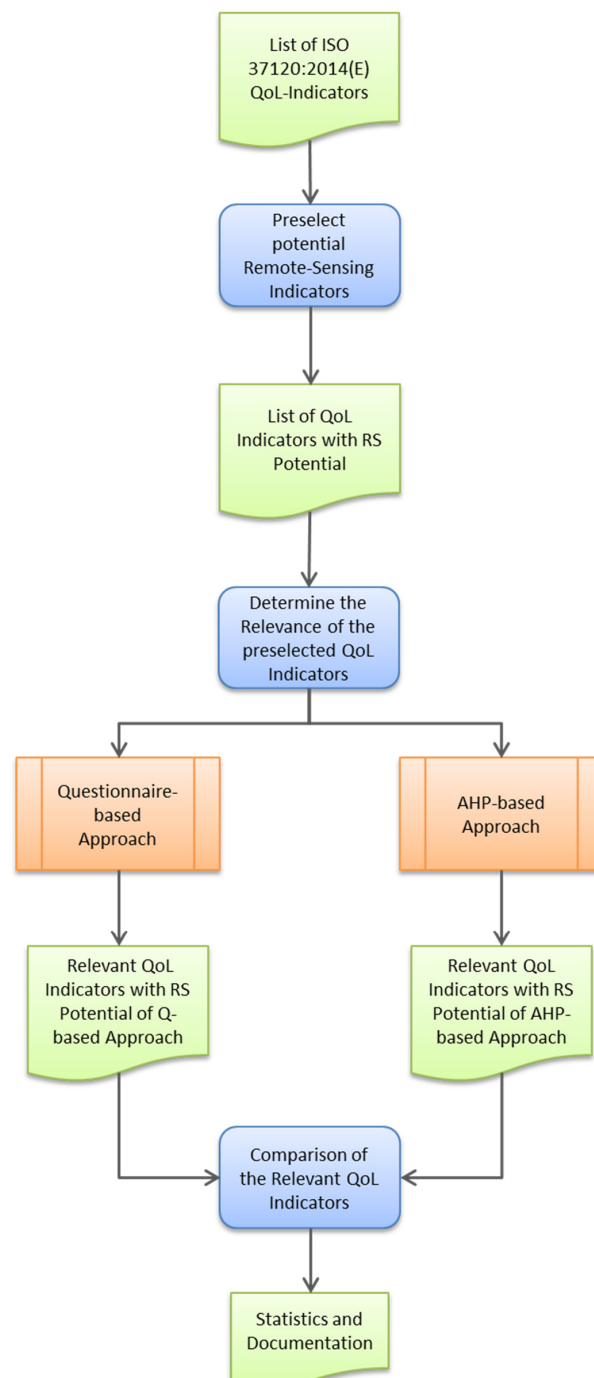 List of ISO
37120:2014(E)
QoL-Indicators
Preselect
potential
Remote-Sensing
Indicators
List of QoL
Indicators with RS
Potential
Determine the
Relevance of the
preselected QoL
Indicators
Questionnaire-
based
Approach
AHP-based
Approach
Relevant QoL
Indicators with RS
Potential of Q-
based Approach
Relevant QoL
Indicators with RS
Potential of AHP-
based Approach
Comparison of
the Relevant QoL
Indicators
Statistics and
Documentation